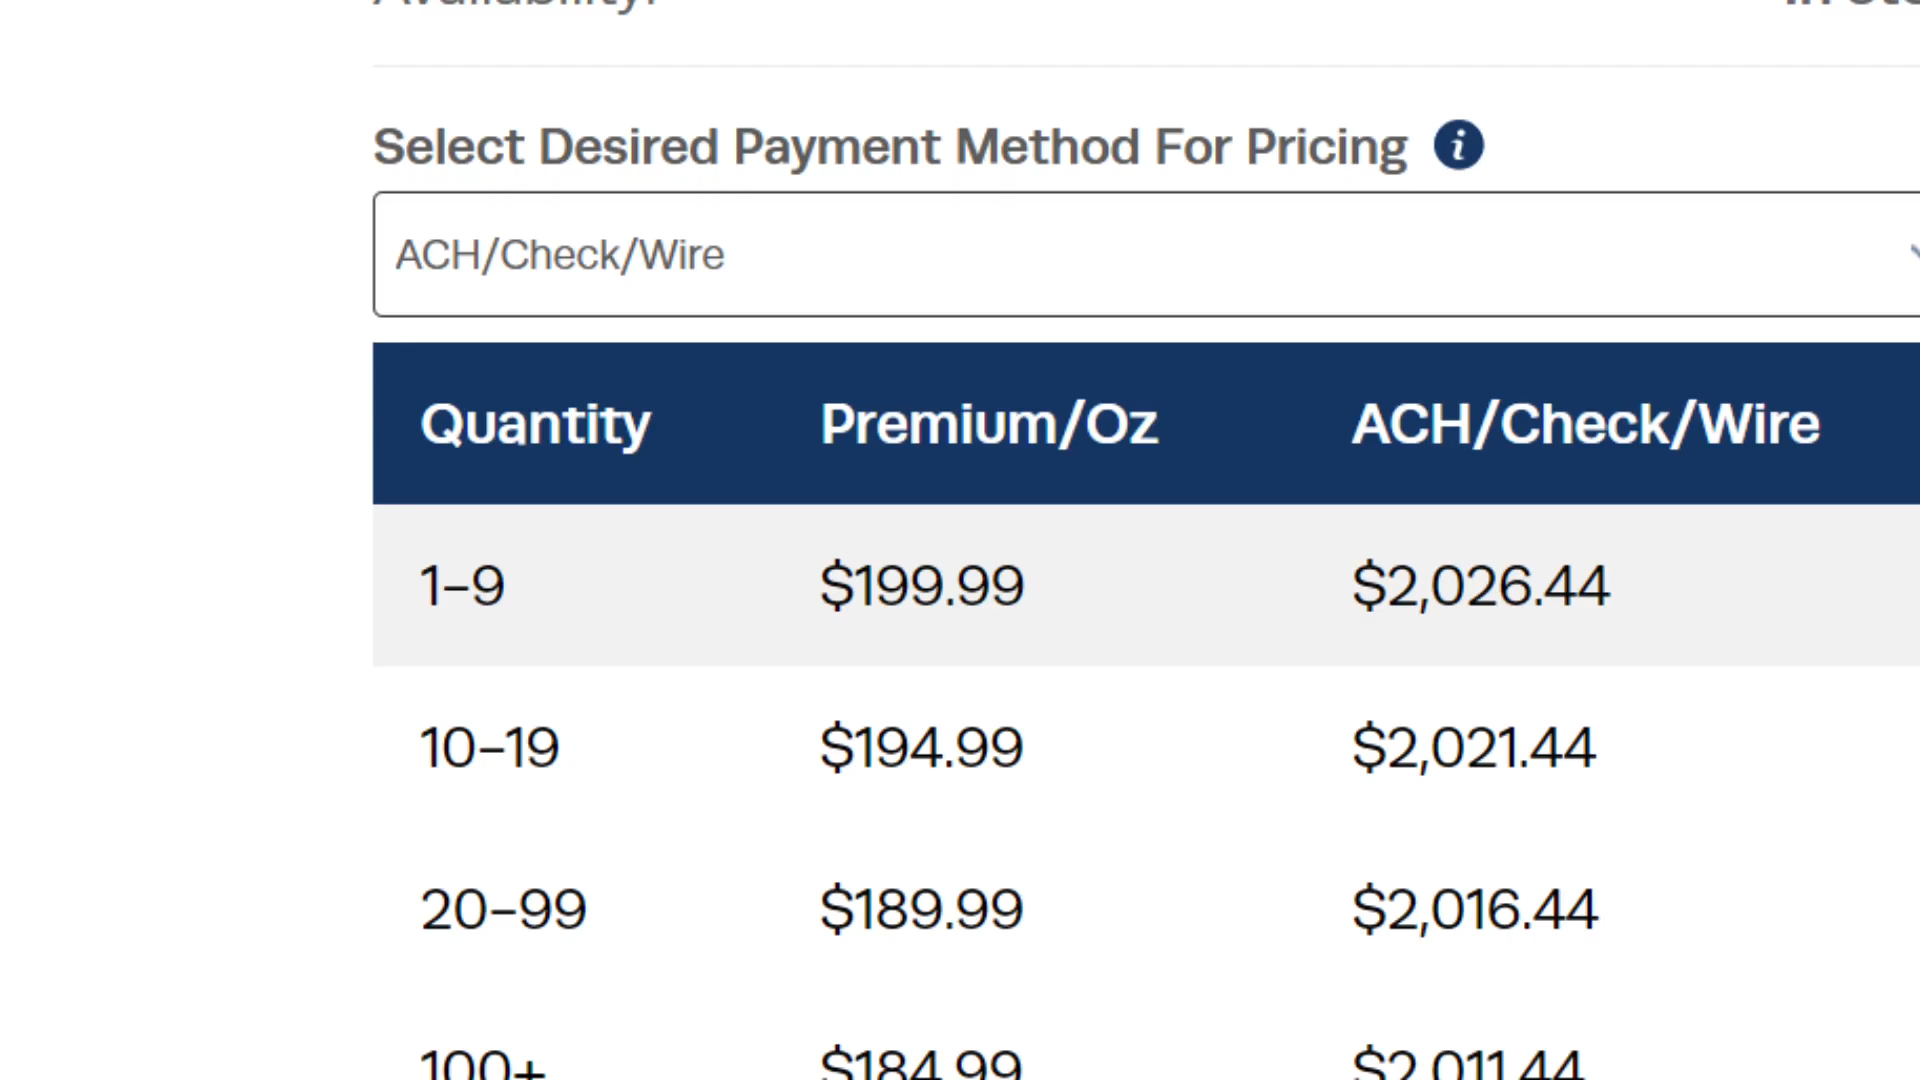 Availability:
Select Desired Payment Method For Pricing
ACH/Check/Wire
Quantity Premium/Oz ACH/Check/Wire
1–9 $199.99 $2,026.44
10–19 $194.99 $2,021.44
20–99 $189.99 $2,016.44
100+ $184.99 $2,011.44